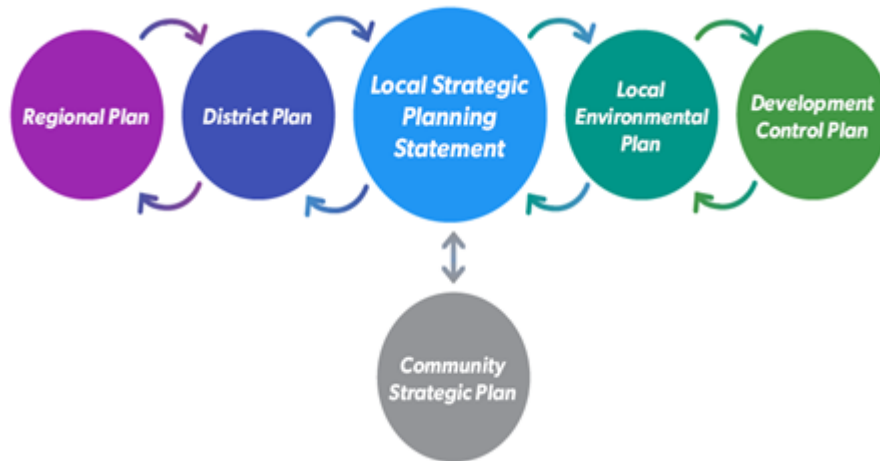 Regional Plan
District Plan
Local Strategic
Planning
Statement
Local
Environmental
Plan
Development
Control Plan
Community
Strategic Plan